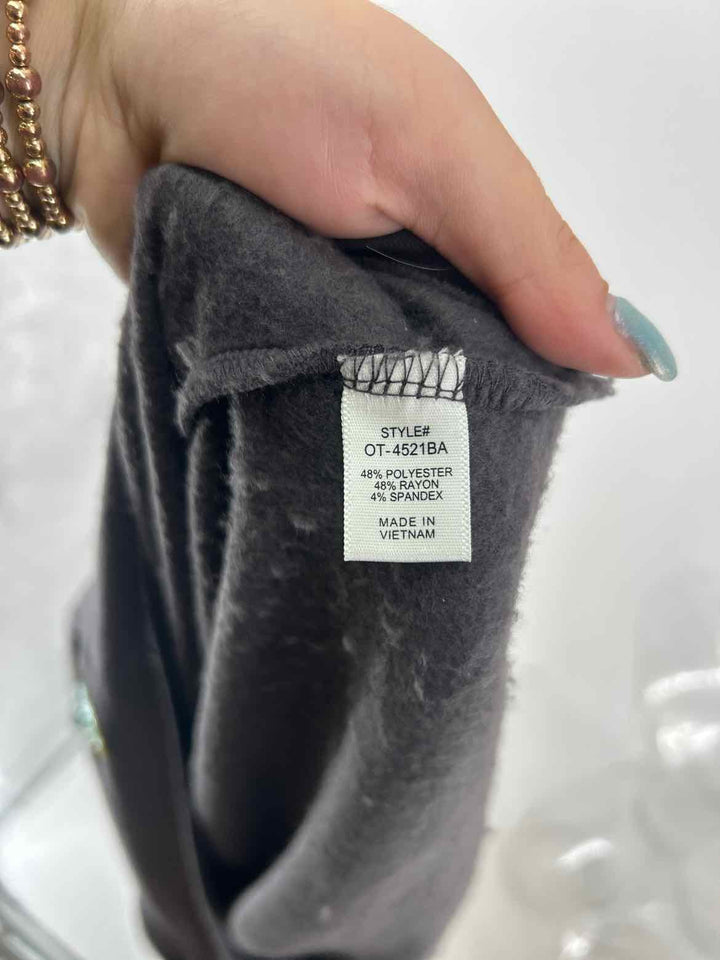 STYLE#
OT-4521BA
48% POLYESTER
48% RAYON
4% SPANDEX
MADE IN
VIETNAM